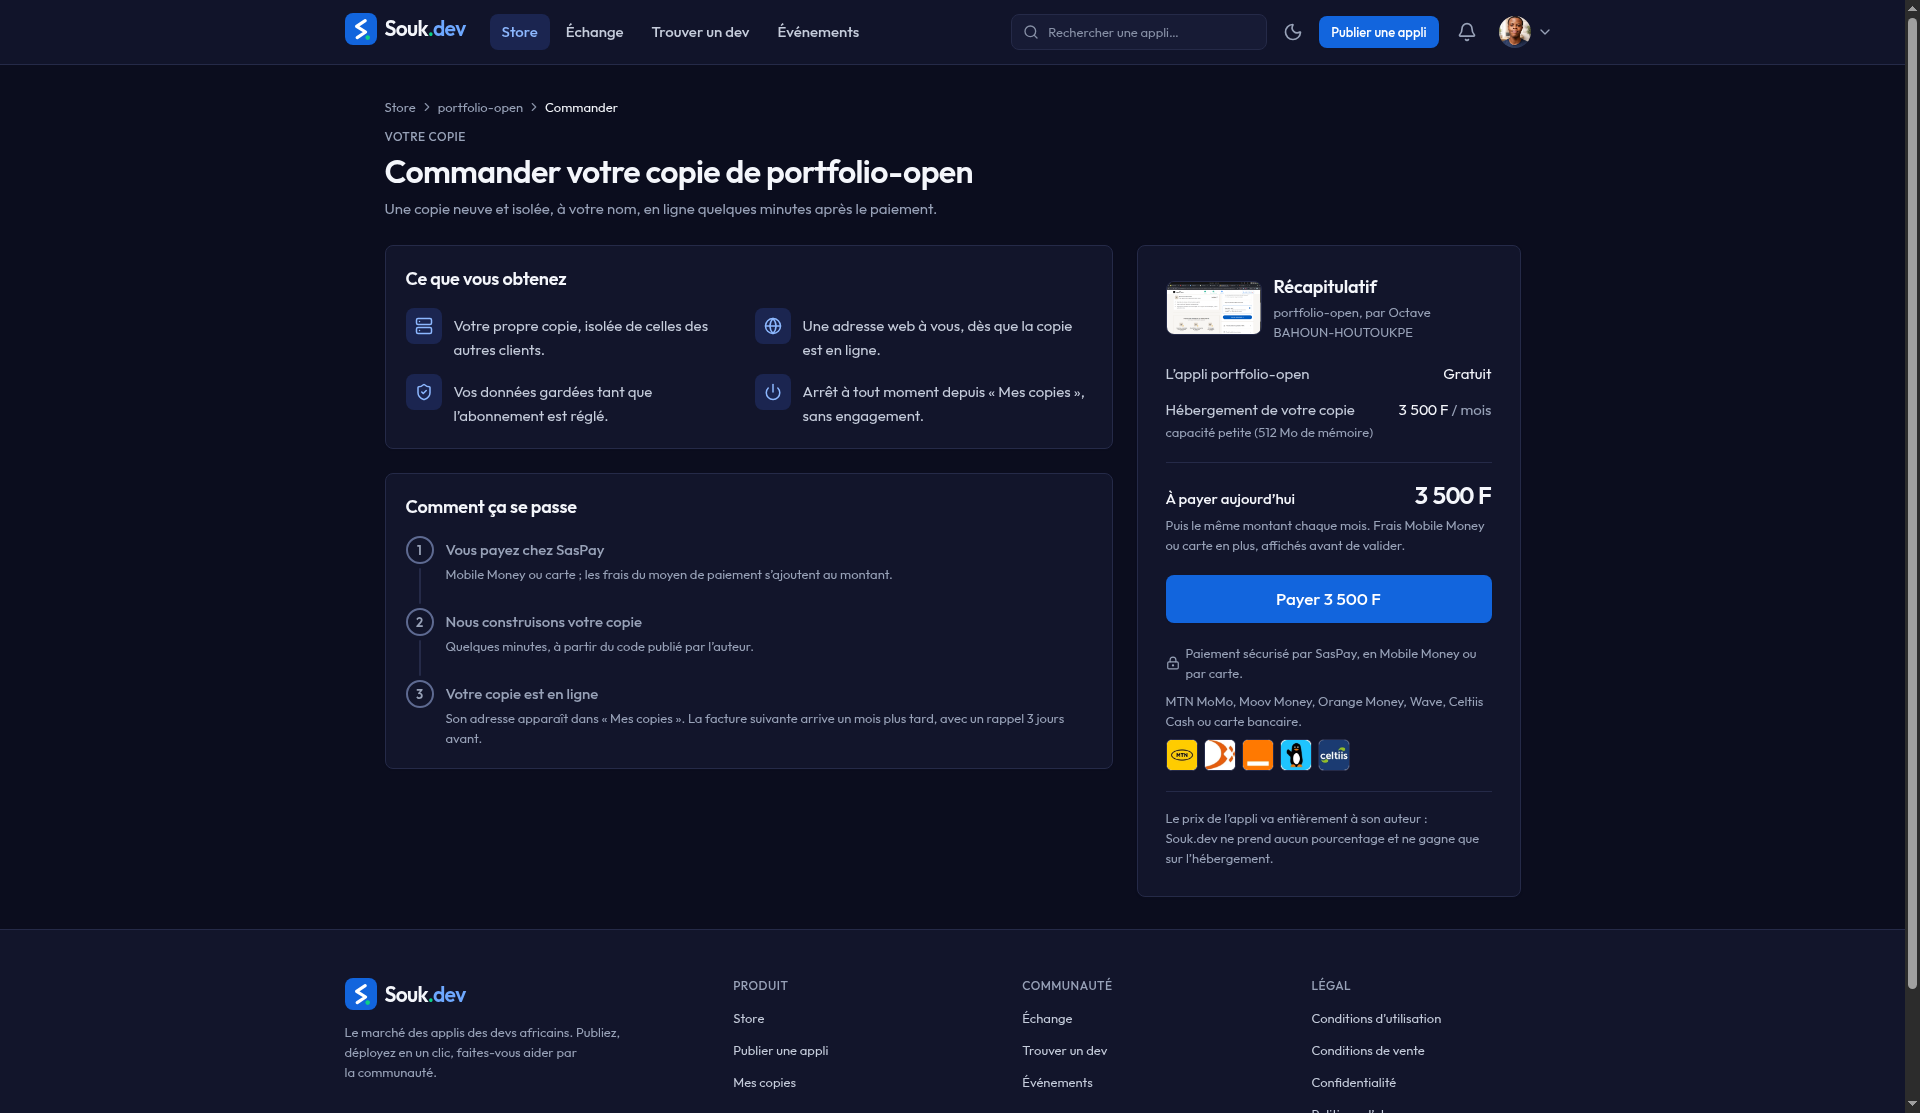 Souk.dev
Store
Échange
Trouver un dev
Événements
Rechercher une appli...
Publier une appli
Store > portfolio-open > Commander
VOTRE COPIE
Commander votre copie de portfolio-open
Une copie neuve et isolée, à votre nom, en ligne quelques minutes après le paiement.
Ce que vous obtenez
Votre propre copie, isolée de celles des
autres clients.
Une adresse web à vous, dès que la copie
est en ligne.
Vos données gardées tant que
l’abonnement est réglé.
Arrêt à tout moment depuis « Mes copies »,
sans engagement.
Comment ça se passe
1
Vous payez chez SasPay
Mobile Money ou carte ; les frais du moyen de paiement s’ajoutent au montant.
2
Nous construisons votre copie
Quelques minutes, à partir du code publié par l’auteur.
3
Votre copie est en ligne
Son adresse apparaît dans « Mes copies ». La facture suivante arrive un mois plus tard, avec un rappel 3 jours
avant.
Récapitulatif
portfolio-open, par Octave
BAHOUN-HOUTOUKPE
L’appli portfolio-open Gratuit
Hébergement de votre copie 3 500 F / mois
capacité petite (512 Mo de mémoire)
À payer aujourd’hui 3 500 F
Puis le même montant chaque mois. Frais Mobile Money
ou carte en plus, affichés avant de valider.
Payer 3 500 F
Paiement sécurisé par SasPay, en Mobile Money ou
par carte.
MTN MoMo, Moov Money, Orange Money, Wave, Celtiis
Cash ou carte bancaire.
MTN
celtiis
Le prix de l’appli va entièrement à son auteur :
Souk.dev ne prend aucun pourcentage et ne gagne que
sur l’hébergement.
Souk.dev
Le marché des applis des devs africains. Publiez,
déployez en un clic, faites-vous aider par
la communauté.
PRODUIT
Store
Publier une appli
Mes copies
COMMUNAUTÉ
Échange
Trouver un dev
Événements
LÉGAL
Conditions d’utilisation
Conditions de vente
Confidentialité